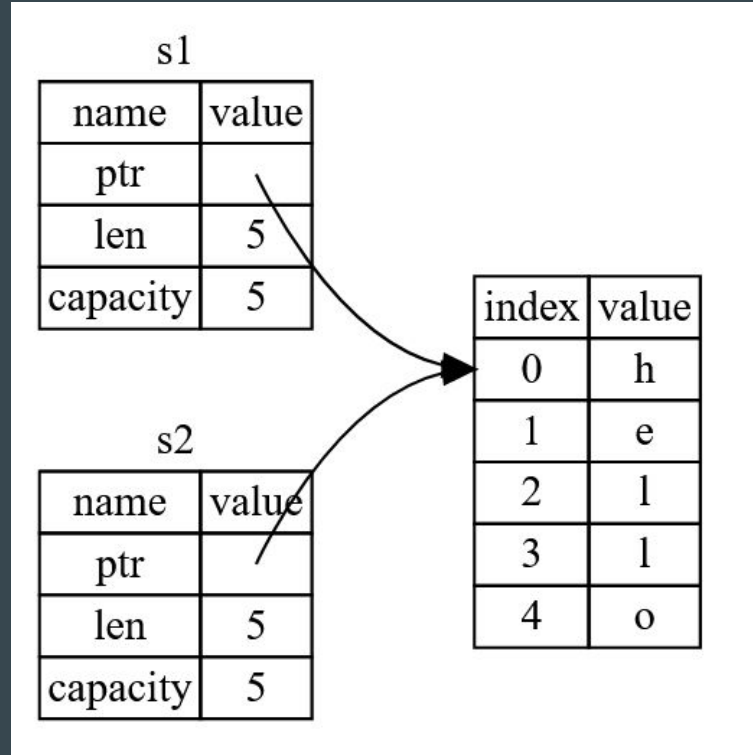 s1
name value
ptr
len 5
capacity 5
s2
name value
ptr
len 5
capacity 5
index value
0 h
1 e
2 l
3 l
4 o